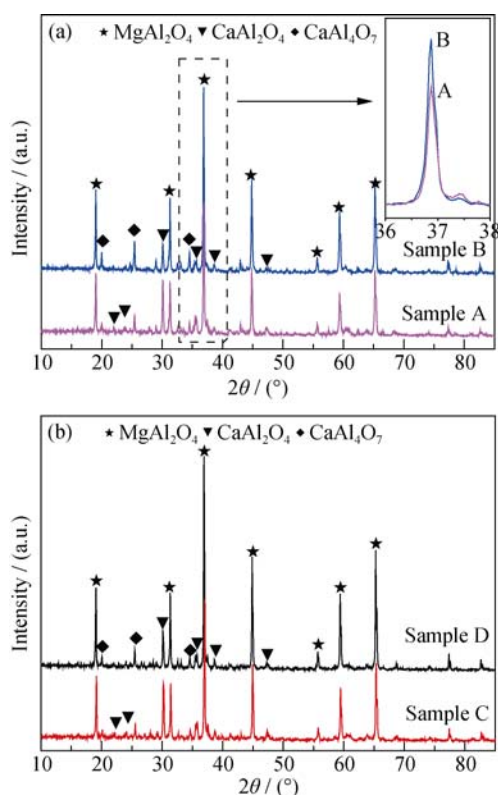 (a) ★ MgAl₂O₄ ▼ CaAl₂O₄ ◆ CaAl₄O₇
B
A
36 37 38
Intensity / (a.u.)
Sample B
Sample A
10 20 30 40 50 60 70 80
2θ / (°)
(b) ★ MgAl₂O₄ ▼ CaAl₂O₄ ◆ CaAl₄O₇
Intensity / (a.u.)
Sample D
Sample C
10 20 30 40 50 60 70 80
2θ / (°)